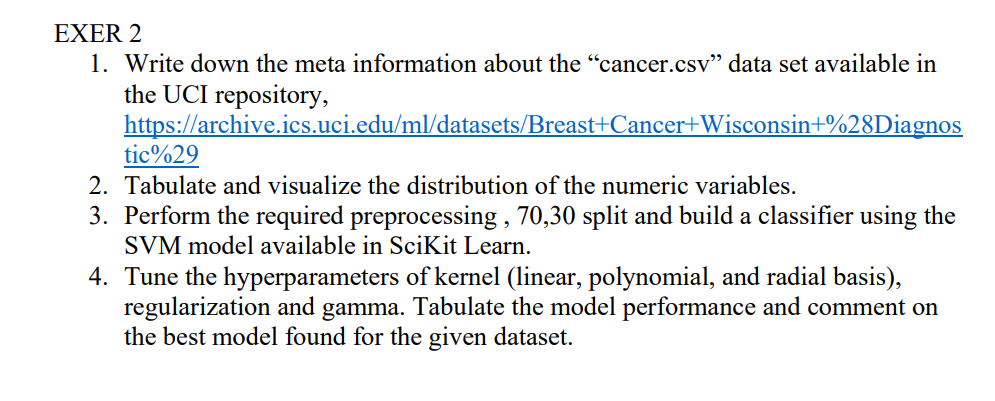 EXER 2
1. Write down the meta information about the “cancer.csv” data set available in
the UCI repository,
https://archive.ics.uci.edu/ml/datasets/Breast+Cancer+Wisconsin+%28Diagnos
tic%29
2. Tabulate and visualize the distribution of the numeric variables.
3. Perform the required preprocessing , 70,30 split and build a classifier using the
SVM model available in SciKit Learn.
4. Tune the hyperparameters of kernel (linear, polynomial, and radial basis),
regularization and gamma. Tabulate the model performance and comment on
the best model found for the given dataset.